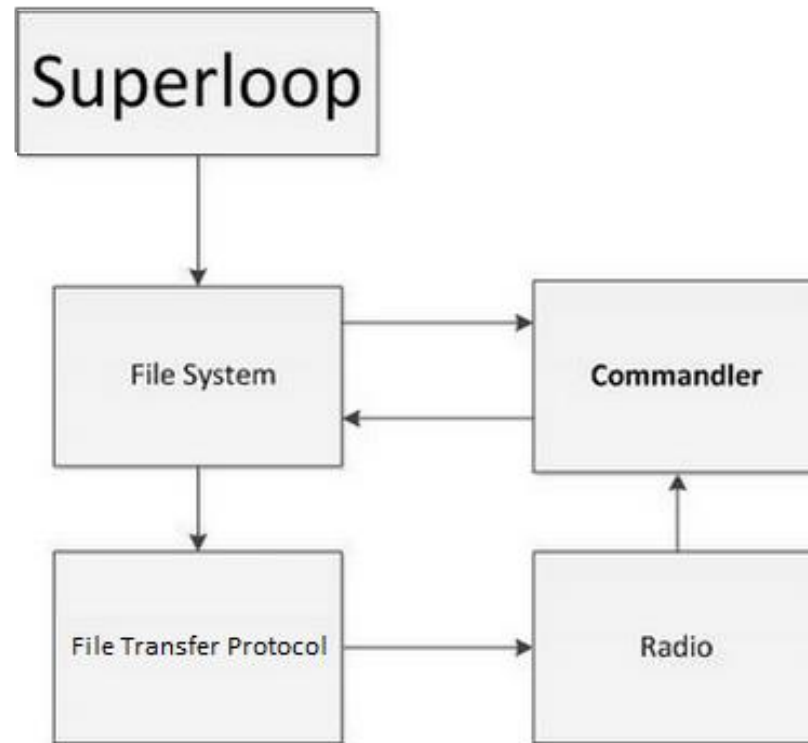 Superloop
File System
Commandler
File Transfer Protocol
Radio